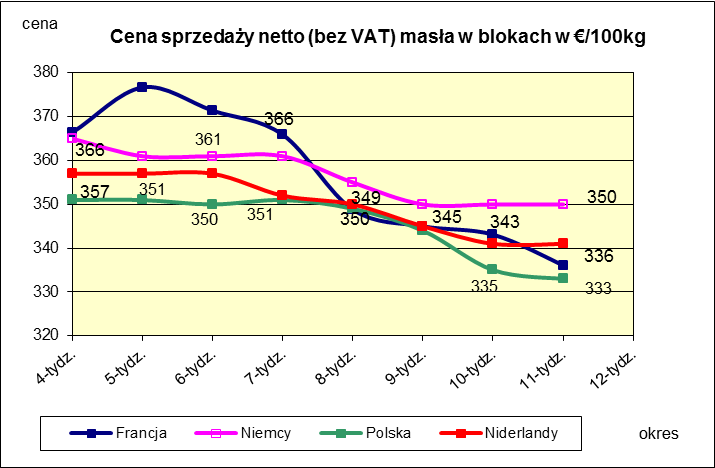 cena
Cena sprzedaży netto (bez VAT) masła w blokach w €/100kg
380
370
360
350
340
330
320
366
357
351
361
350
366
351
349
350
345
343
335
350
336
333
4-tydz.
5-tydz.
6-tydz.
7-tydz.
8-tydz.
9-tydz.
10-tydz.
11-tydz.
12-tydz.
Francja Niemcy Polska Niderlandy
okres